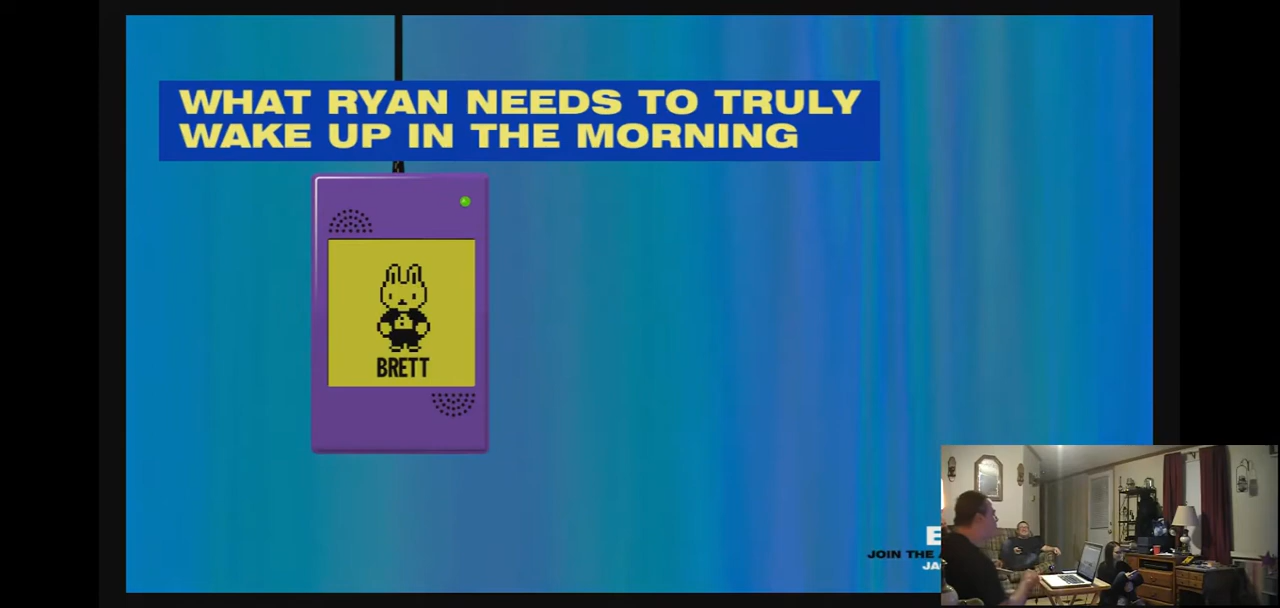 WHAT RYAN NEEDS TO TRULY
WAKE UP IN THE MORNING
BRETT
JOIN THE